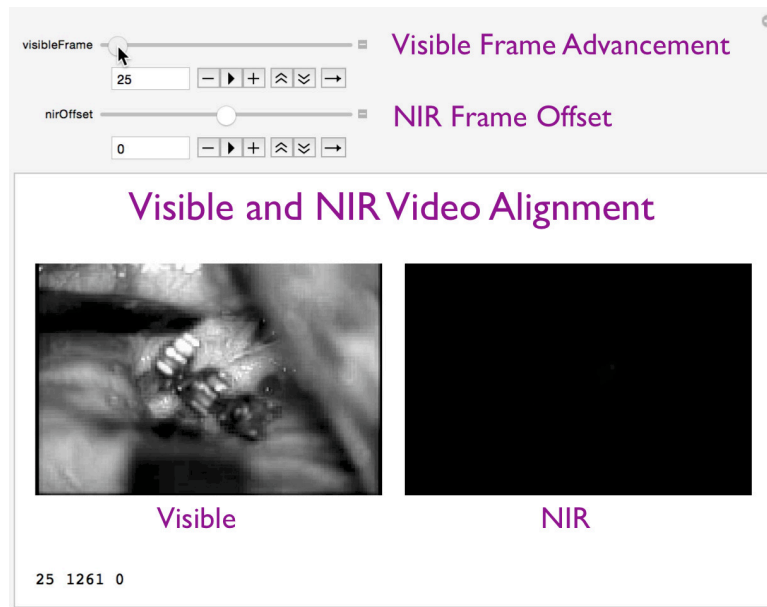 visibleFrame
Visible Frame Advancement
25
nirOffset
NIR Frame Offset
0
Visible and NIR Video Alignment
Visible
NIR
25 1261 0